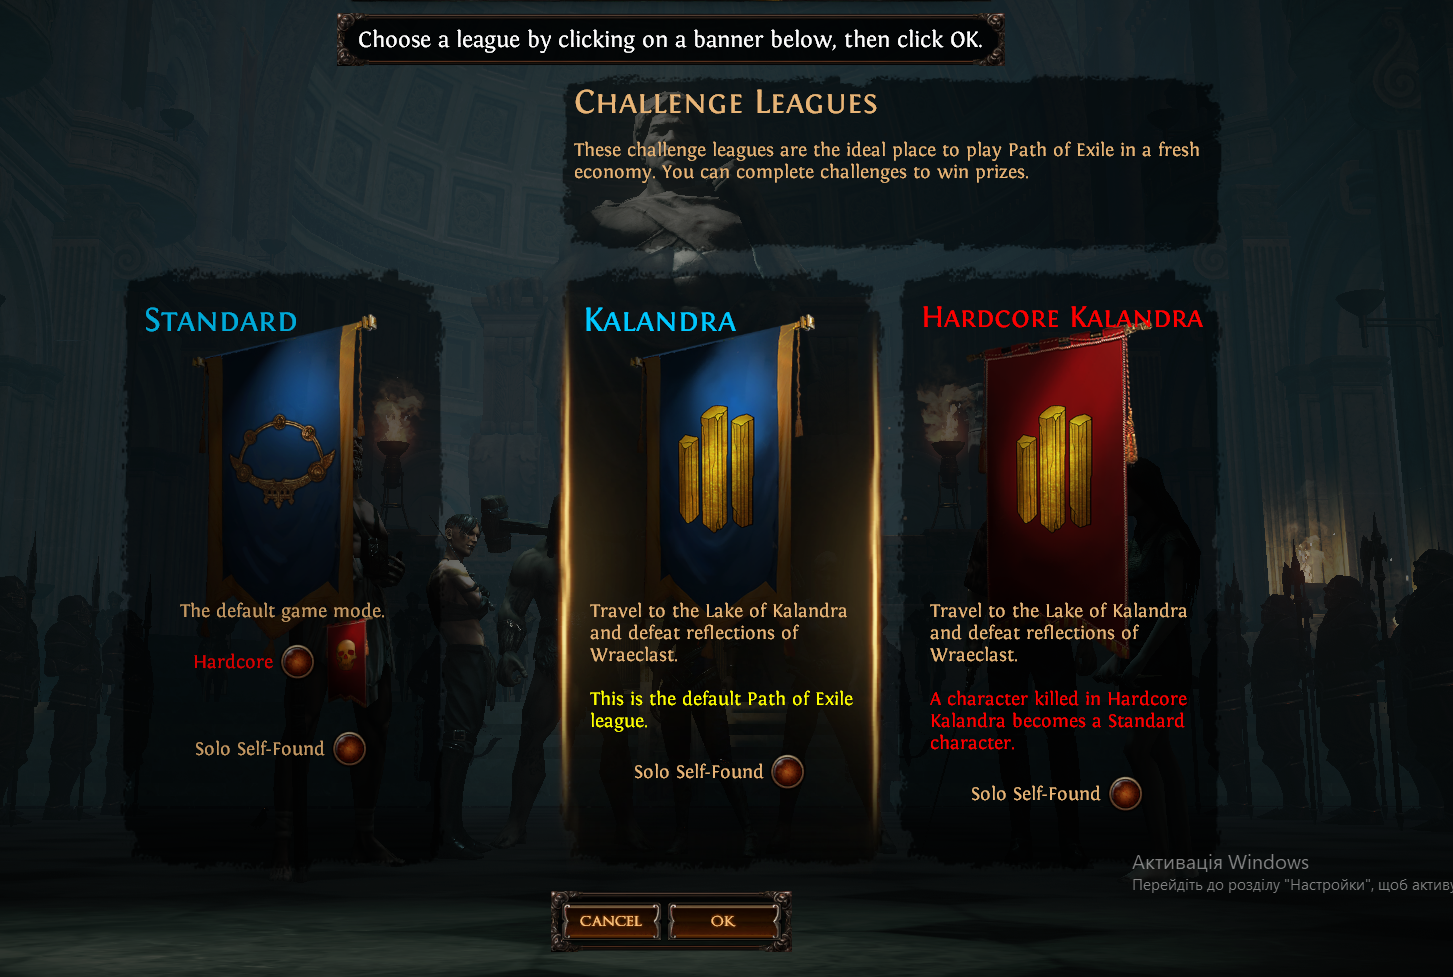 Choose a league by clicking on a banner below, then click OK.
Challenge Leagues
These challenge leagues are the ideal place to play Path of Exile in a fresh
economy. You can complete challenges to win prizes.
Standard
The default game mode.
Hardcore
Solo Self-Found
Kalandra
Travel to the Lake of Kalandra
and defeat reflections of
Wraeclast.
This is the default Path of Exile
league.
Solo Self-Found
Hardcore Kalandra
Travel to the Lake of Kalandra
and defeat reflections of
Wraeclast.
A character killed in Hardcore
Kalandra becomes a Standard
character.
Solo Self-Found
Активація Windows
Перейдіть до розділу "Настройки", щоб
CANCEL
OK